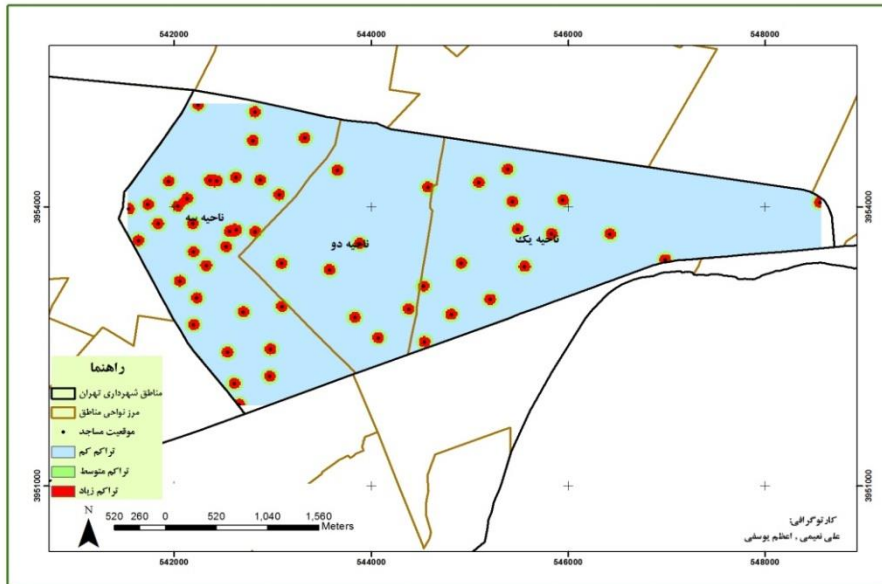 542000 544000 546000 548000
3954000 3954000
ناحیه سه
ناحیه دو
ناحیه یک
راهنما
مناطق شهرداری تهران
مرز نواحی مناطق
موقعیت مساجد
تراکم کم
تراکم متوسط
تراکم زیاد
3951000 3951000
N
520 260 0 520 1,040 1,560
Meters
کارتوگرافی:
علی نعیمی ، اعظم یوسفی
542000 544000 546000 548000